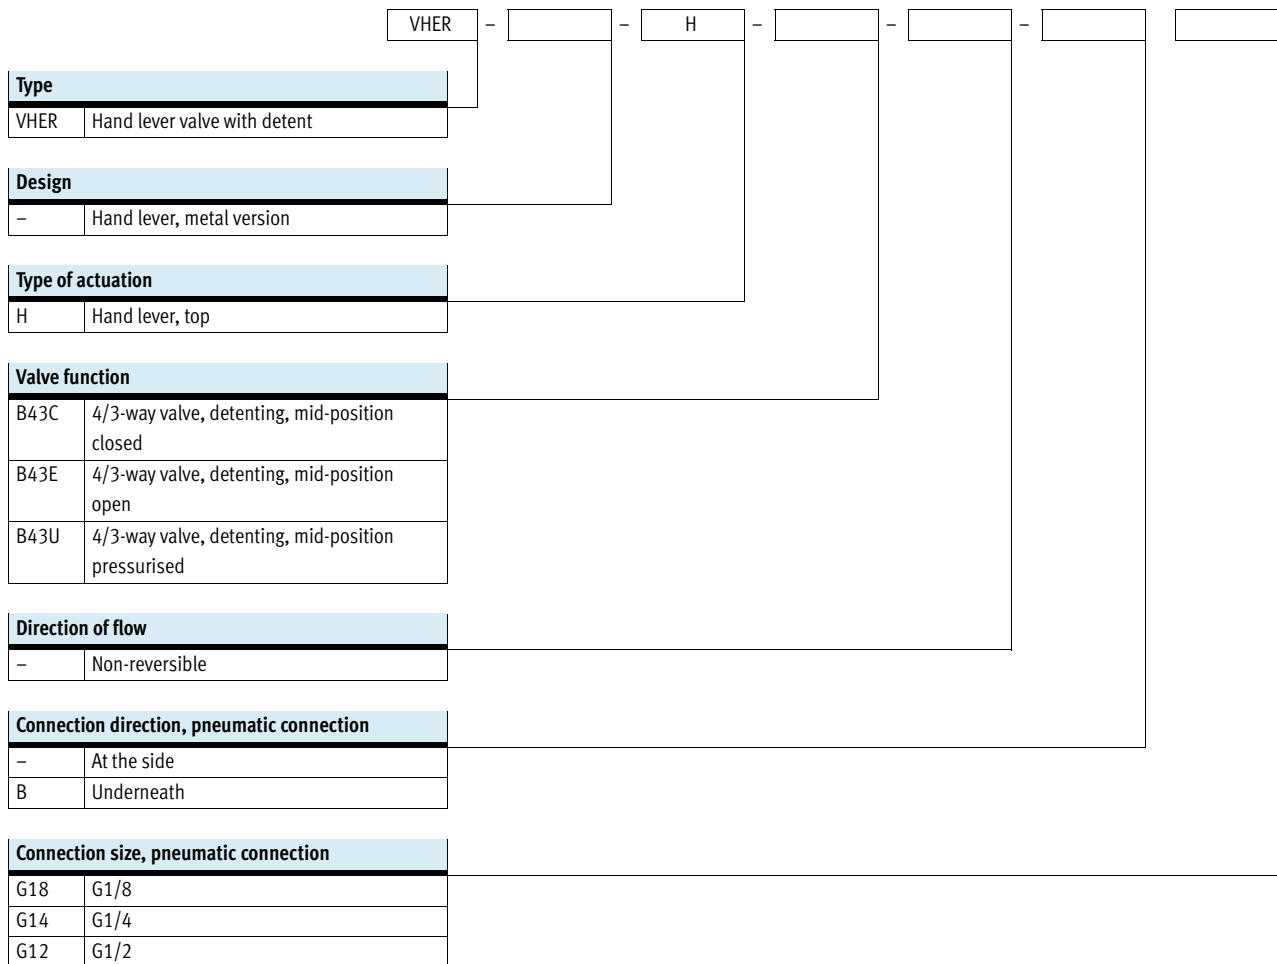 VHER – – H – – –
Type
VHER Hand lever valve with detent
Design
– Hand lever, metal version
Type of actuation
H Hand lever, top
Valve function
B43C 4/3-way valve, detenting, mid-position
closed
B43E 4/3-way valve, detenting, mid-position
open
B43U 4/3-way valve, detenting, mid-position
pressurised
Direction of flow
– Non-reversible
Connection direction, pneumatic connection
– At the side
B Underneath
Connection size, pneumatic connection
G18 G1/8
G14 G1/4
G12 G1/2